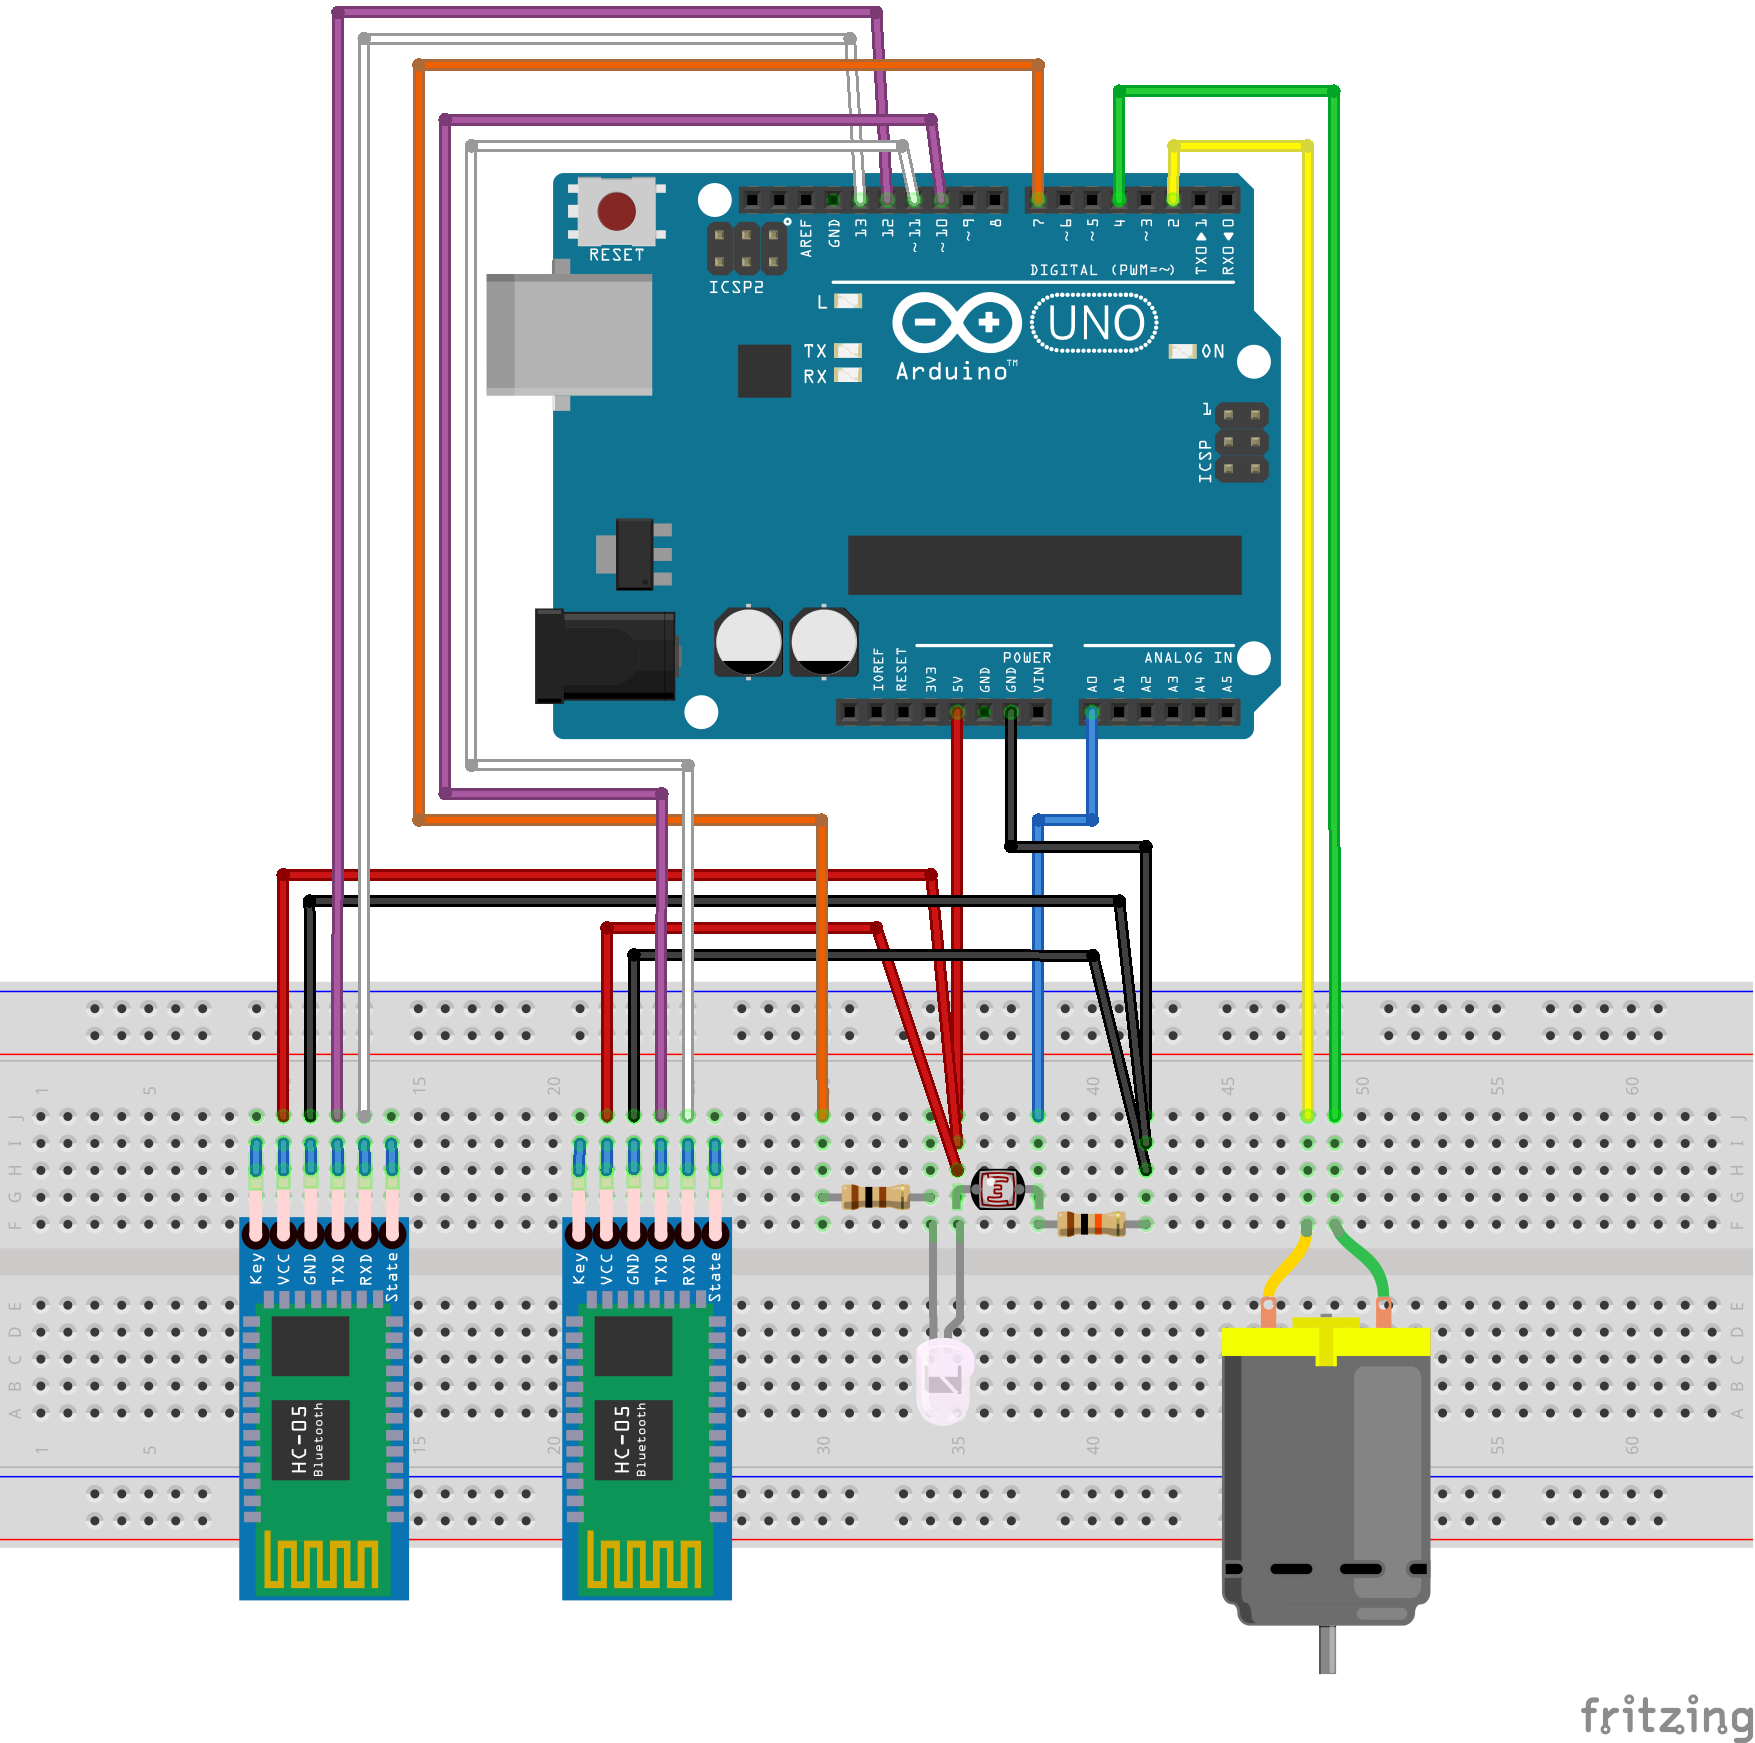 RESET
ICSP2
AREF
GND
13
12
~11
~10
~9
8
7
~6
~5
4
~3
2
TX0▶1
RX0◀0
DIGITAL (PWM=~)
L
TX
RX
Arduino™
UNO
ON
1
ICSP
IOREF
RESET
3V3
5V
GND
GND
VIN
POWER
A0
A1
A2
A3
A4
A5
ANALOG IN
1 5 15 20 40 45 50 55 60
J J
I I
H H
G G
F F
Key VCC GND TXD RXD State
Key VCC GND TXD RXD State
E E
D D
C C
B B
A A
HC-05
Bluetooth
HC-05
Bluetooth
1 5 15 20 30 35 40 55 60
fritzing